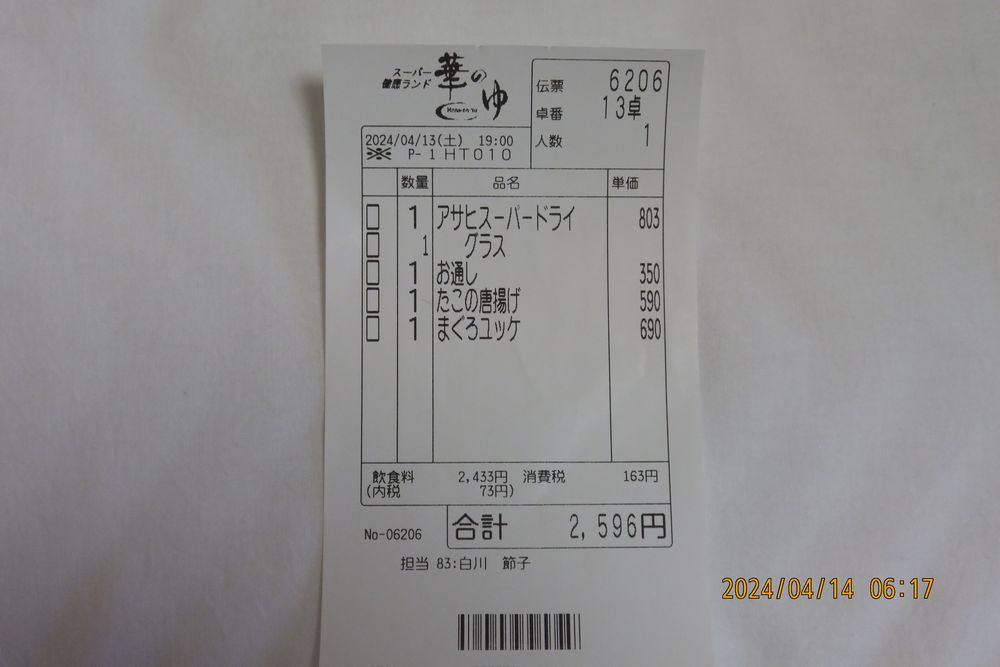 スーパー
健康ランド
華のゆ
Hana-no-yu
伝票 6206
卓番 13卓
人数 1
2024/04/13(土) 19:00
※ P- 1 HT010
数量 品名 単価
□ 1 アサヒスーパードライ 803
□ 1 グラス
□ 1 お通し 350
□ 1 たこの唐揚げ 590
□ 1 まぐろユッケ 690
飲食料 2,433円 消費税 163円
(内税 73円)
No-06206 合計 2,596円
担当 83:白川 節子
2024/04/14 06:17